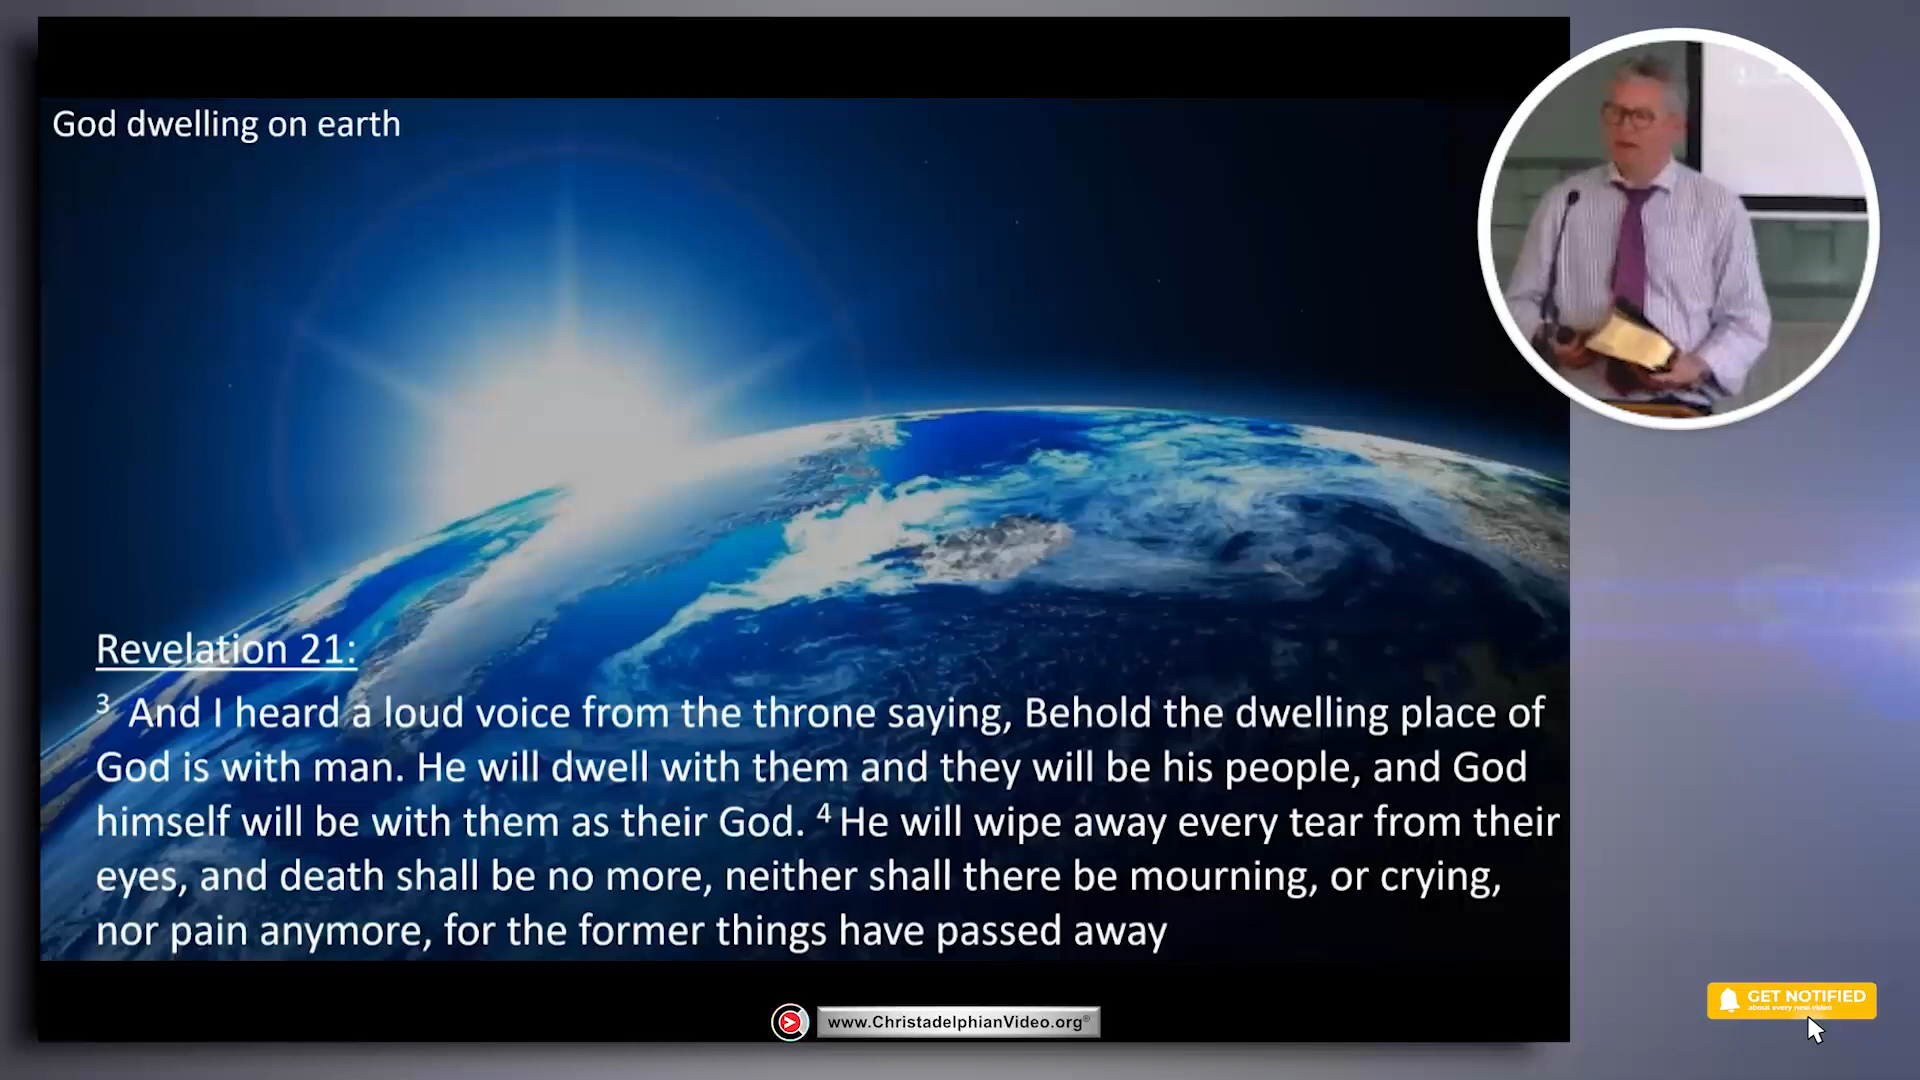 God dwelling on earth
Revelation 21:
3 And I heard a loud voice from the throne saying, Behold the dwelling place of
God is with man. He will dwell with them and they will be his people, and God
himself will be with them as their God. 4 He will wipe away every tear from their
eyes, and death shall be no more, neither shall there be mourning, or crying,
nor pain anymore, for the former things have passed away
www.ChristadelphianVideo.org®
GET NOTIFIED
about every new video